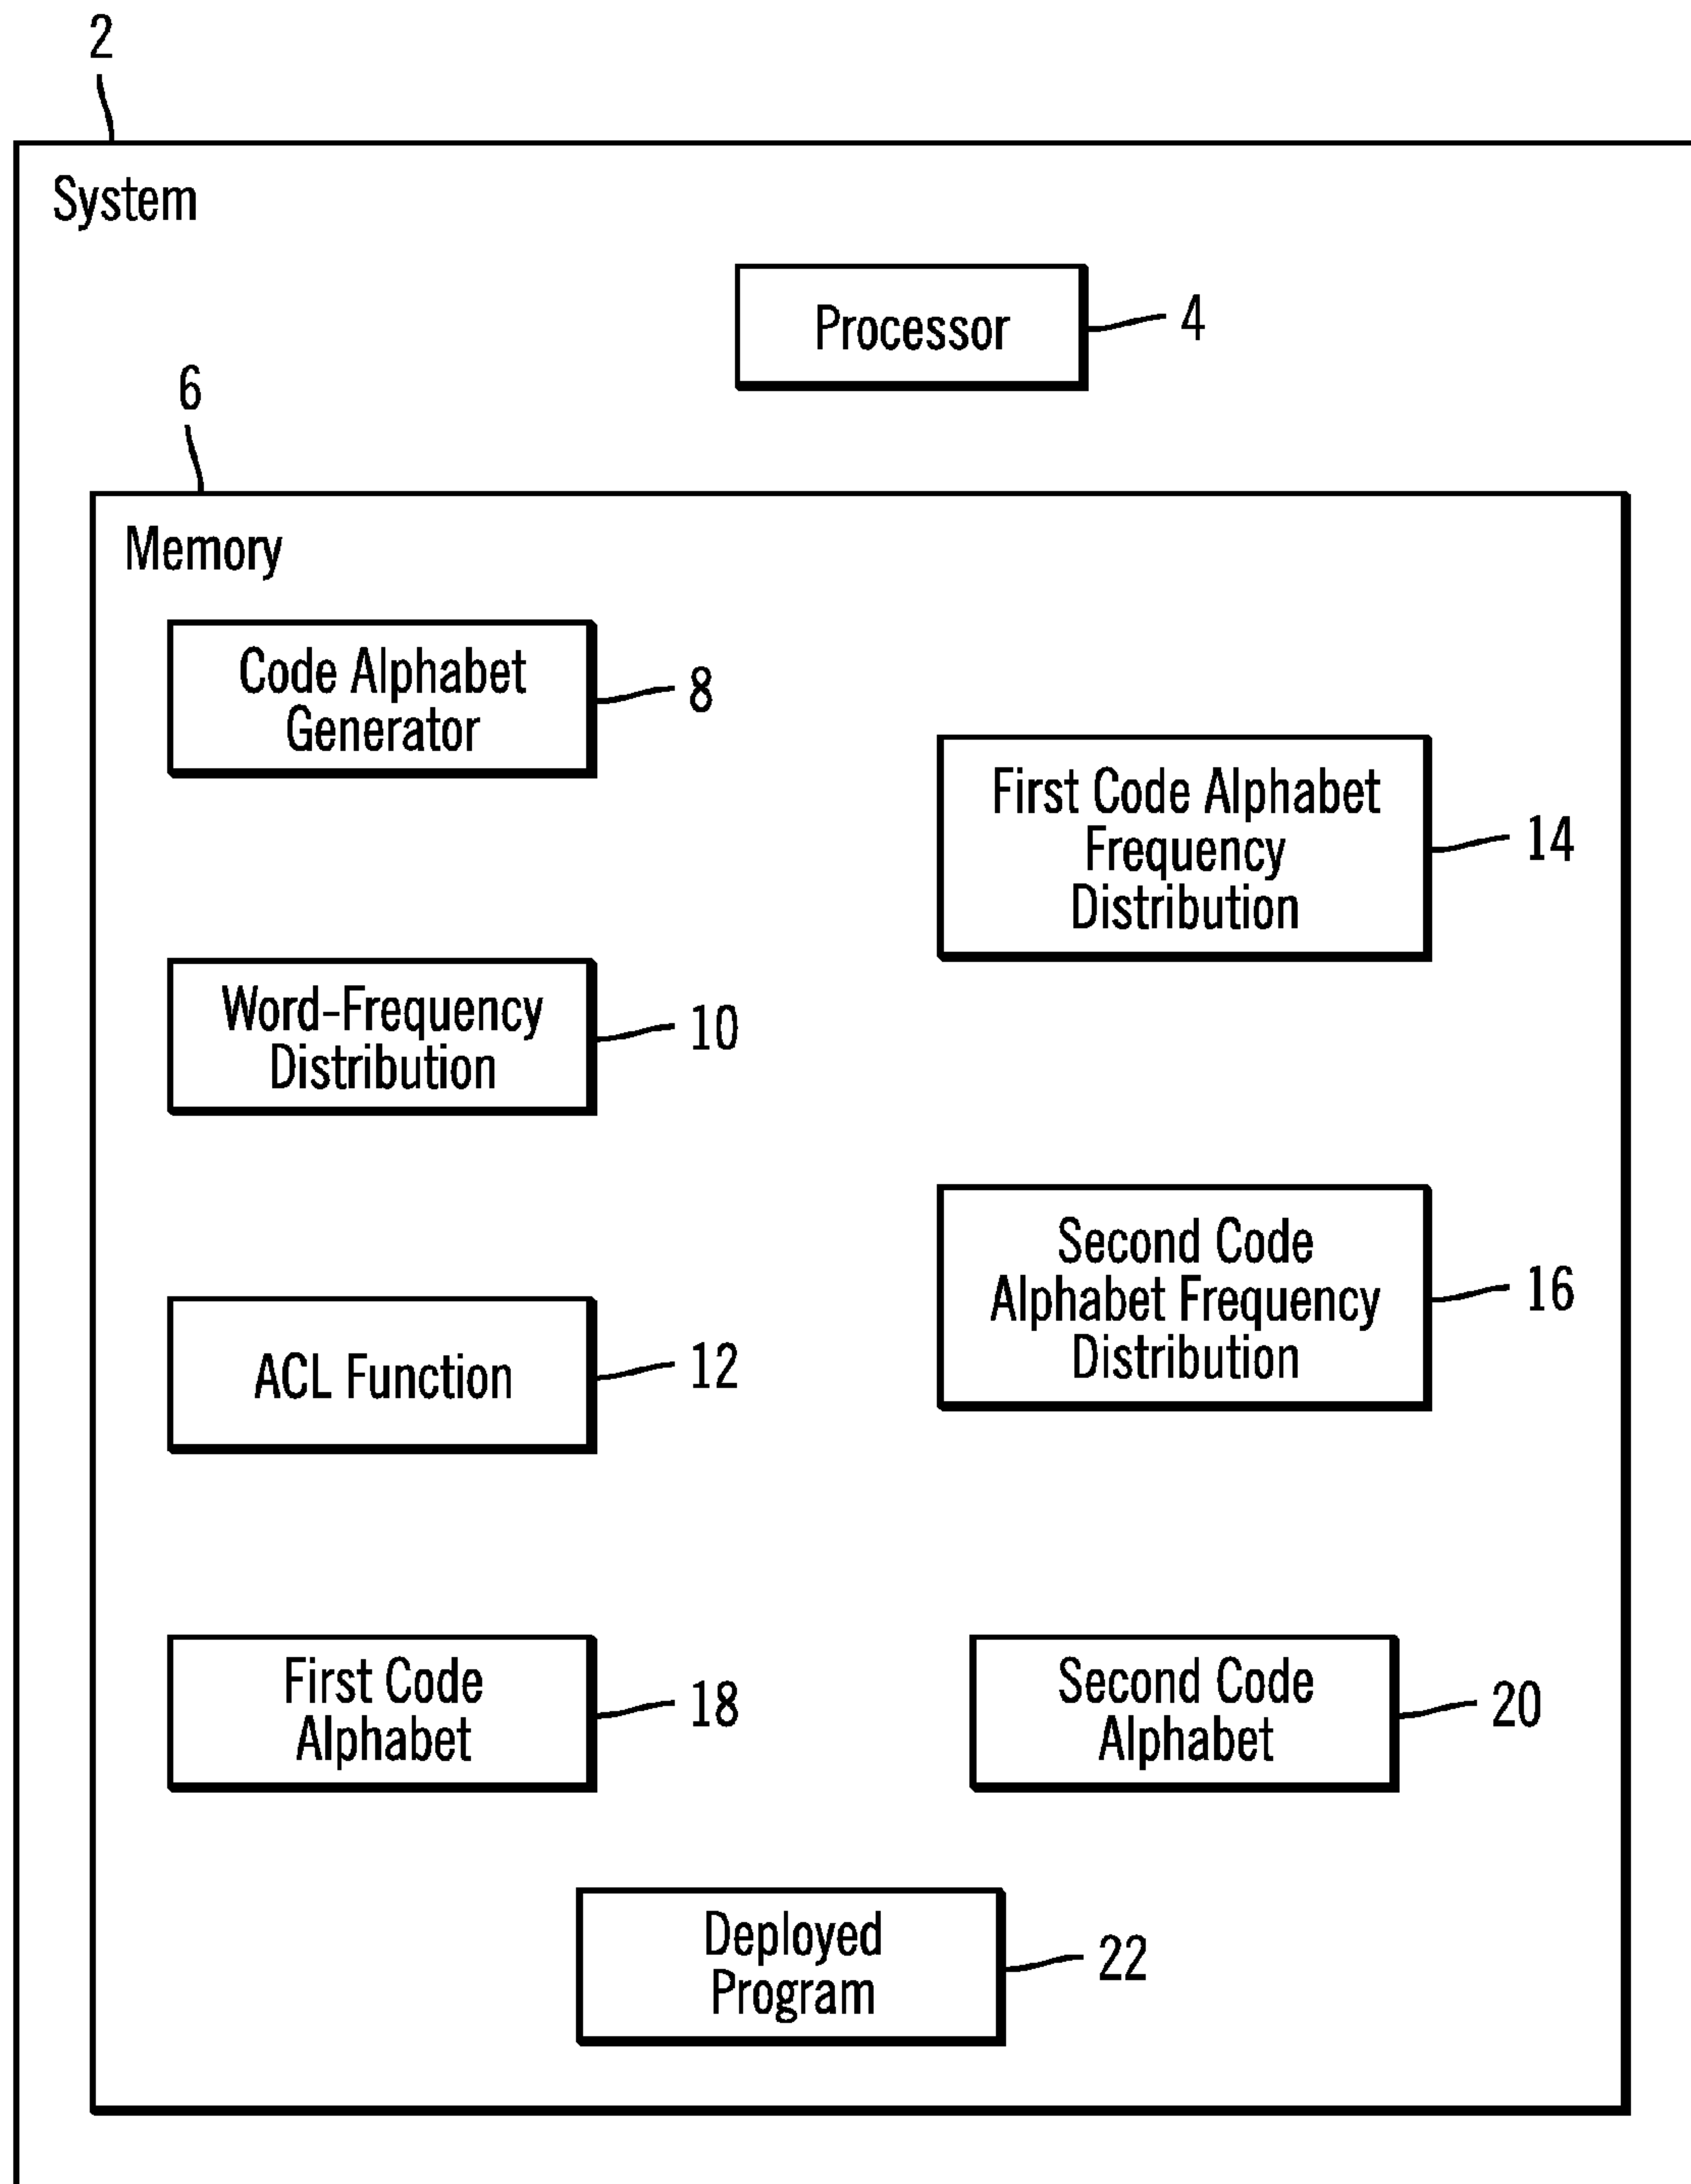 2
System
Processor
4
6
Memory
Code Alphabet
Generator
8
First Code Alphabet
Frequency
Distribution
14
Word-Frequency
Distribution
10
Second Code
Alphabet Frequency
Distribution
16
ACL Function
12
First Code
Alphabet
18
Second Code
Alphabet
20
Deployed
Program
22